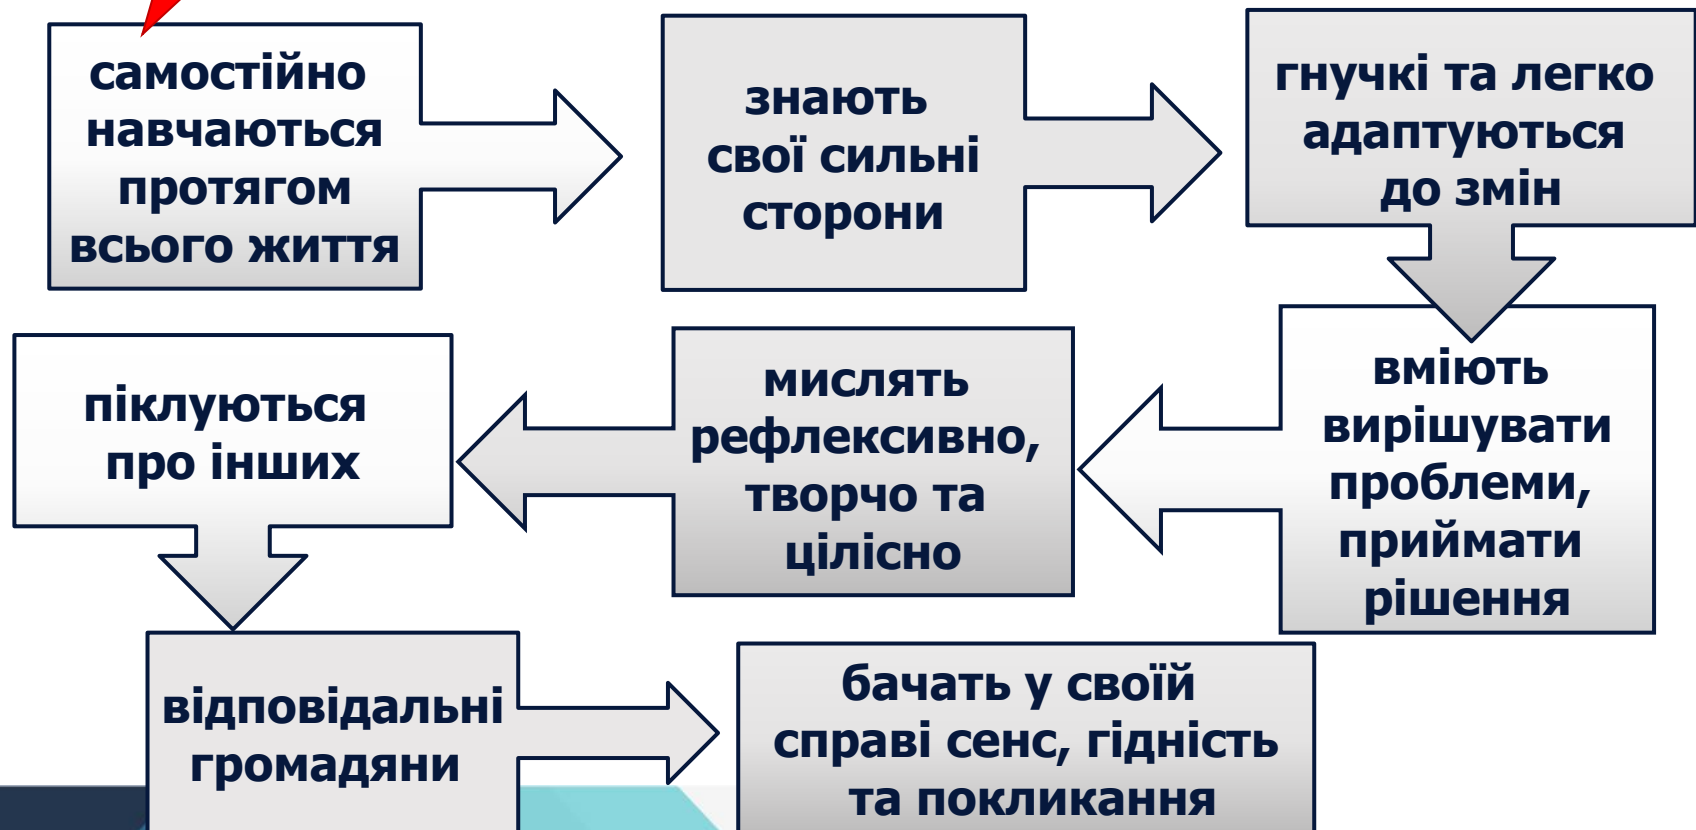 самостійно
навчаються
протягом
всього життя
знають
свої сильні
сторони
гнучкі та легко
адаптуються
до змін
вміють
вирішувати
проблеми,
приймати
рішення
мислять
рефлексивно,
творчо та
цілісно
піклуються
про інших
відповідальні
громадяни
бачать у своїй
справі сенс, гідність
та покликання